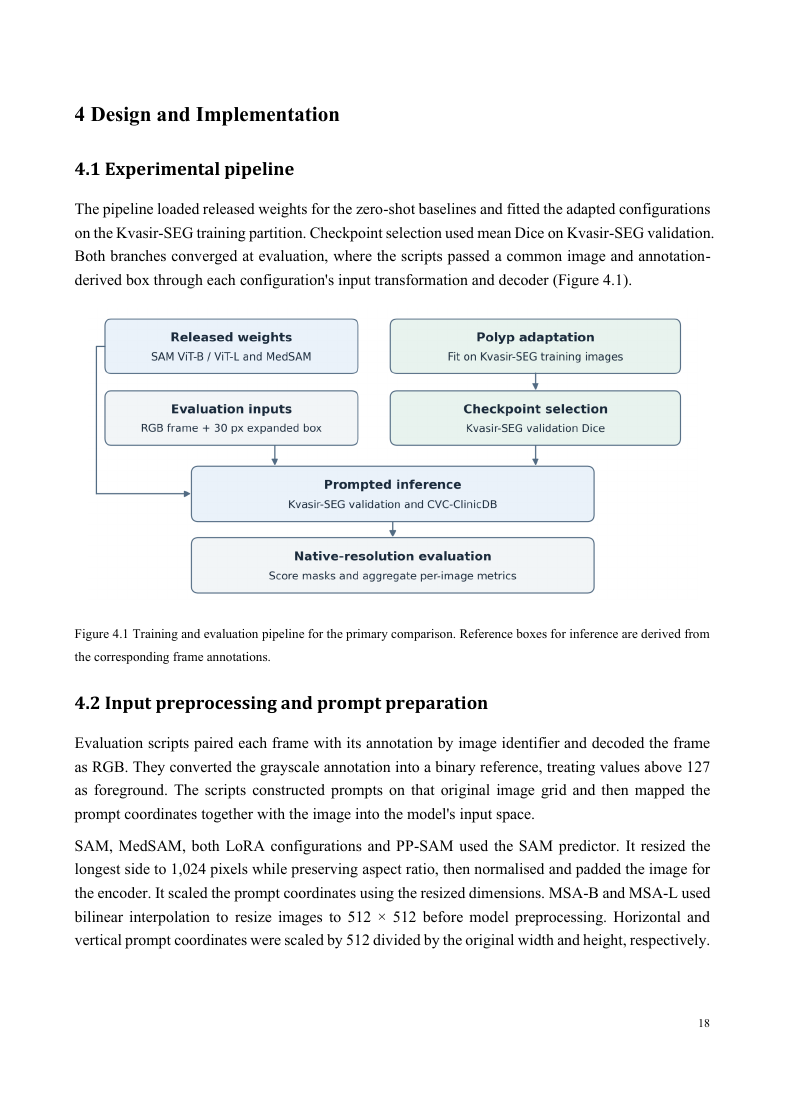 4 Design and Implementation
4.1 Experimental pipeline
The pipeline loaded released weights for the zero-shot baselines and fitted the adapted configurations
on the Kvasir-SEG training partition. Checkpoint selection used mean Dice on Kvasir-SEG validation.
Both branches converged at evaluation, where the scripts passed a common image and annotation-
derived box through each configuration's input transformation and decoder (Figure 4.1).
Released weights
SAM ViT-B / ViT-L and MedSAM
Polyp adaptation
Fit on Kvasir-SEG training images
Evaluation inputs
RGB frame + 30 px expanded box
Checkpoint selection
Kvasir-SEG validation Dice
Prompted inference
Kvasir-SEG validation and CVC-ClinicDB
Native-resolution evaluation
Score masks and aggregate per-image metrics
Figure 4.1 Training and evaluation pipeline for the primary comparison. Reference boxes for inference are derived from
the corresponding frame annotations.
4.2 Input preprocessing and prompt preparation
Evaluation scripts paired each frame with its annotation by image identifier and decoded the frame
as RGB. They converted the grayscale annotation into a binary reference, treating values above 127
as foreground. The scripts constructed prompts on that original image grid and then mapped the
prompt coordinates together with the image into the model's input space.
SAM, MedSAM, both LoRA configurations and PP-SAM used the SAM predictor. It resized the
longest side to 1,024 pixels while preserving aspect ratio, then normalised and padded the image for
the encoder. It scaled the prompt coordinates using the resized dimensions. MSA-B and MSA-L used
bilinear interpolation to resize images to 512 × 512 before model preprocessing. Horizontal and
vertical prompt coordinates were scaled by 512 divided by the original width and height, respectively.
18